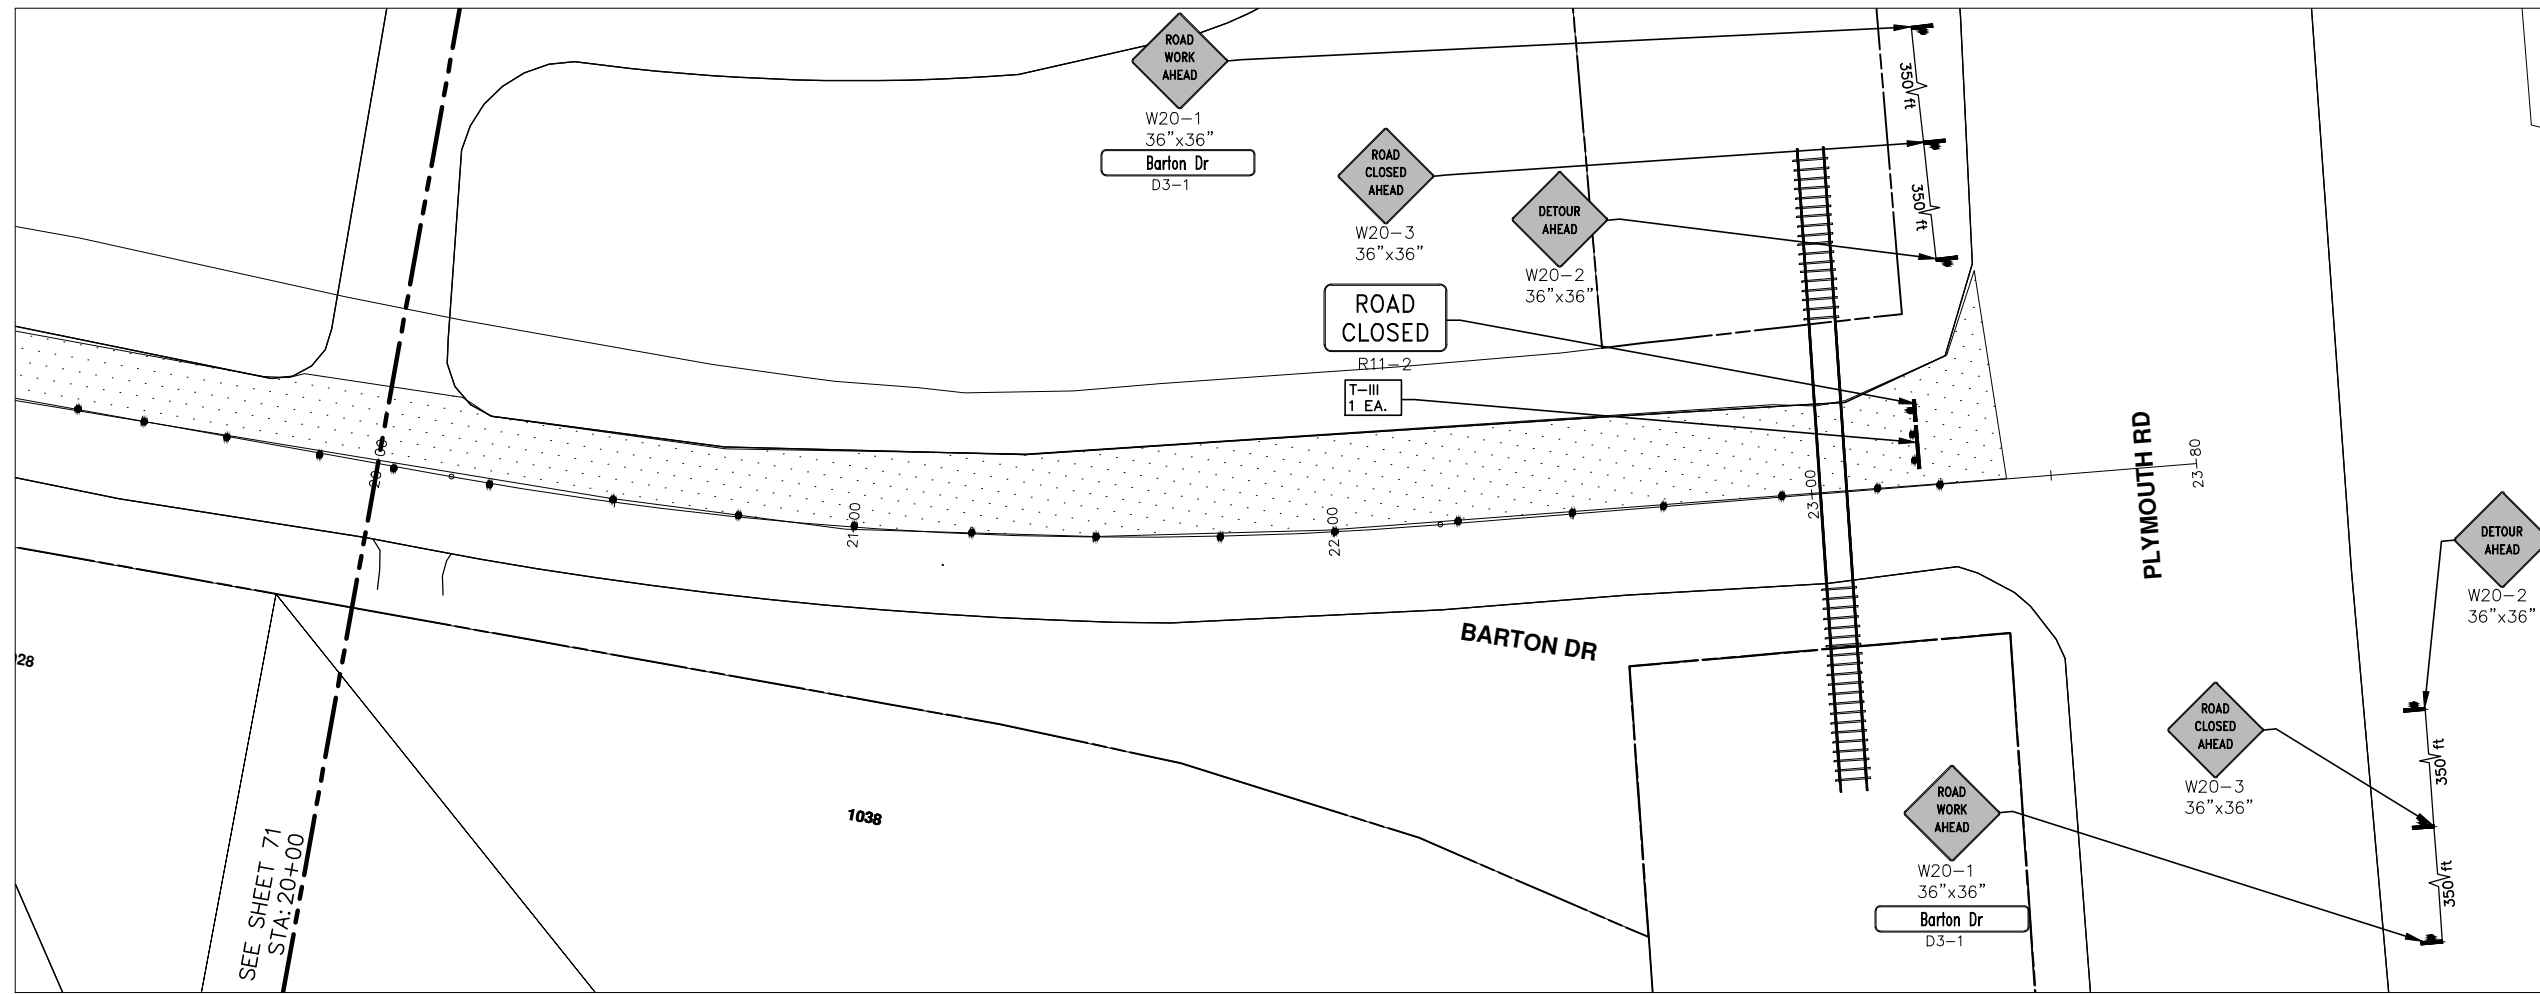 ROAD
WORK
AHEAD
W20-1
36"x36"
Barton Dr
D3-1
350 ft
ROAD
CLOSED
AHEAD
W20-3
36"x36"
DETOUR
AHEAD
W20-2
36"x36"
350 ft
ROAD
CLOSED
R11-2
T-III
1 EA.
21+00
22+00
23+00
23+80
PLYMOUTH RD
BARTON DR
DETOUR
AHEAD
W20-2
36"x36"
ROAD
CLOSED
AHEAD
W20-3
36"x36"
350 ft
350 ft
ROAD
WORK
AHEAD
W20-1
36"x36"
Barton Dr
D3-1
28
1038
SEE SHEET 71
STA: 20+00